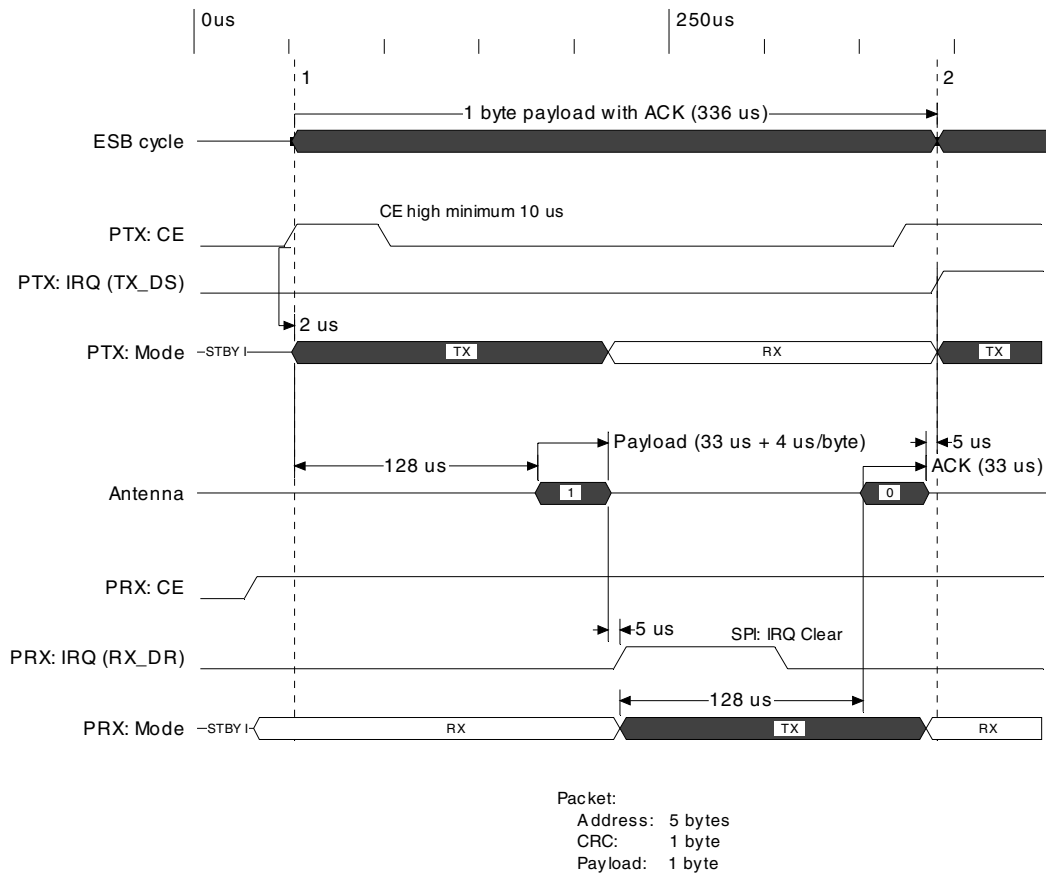 0us
250us
1
2
1 byte payload with ACK (336 us)
ESB cycle
CE high minimum 10 us
PTX: CE
PTX: IRQ (TX_DS)
2 us
PTX: Mode
STBY I
TX
RX
TX
Payload (33 us + 4 us/byte)
5 us
128 us
ACK (33 us)
Antenna
1
0
PRX: CE
5 us
SPI: IRQ Clear
PRX: IRQ (RX_DR)
128 us
PRX: Mode
STBY I
RX
TX
RX
Packet:
Address: 5 bytes
CRC: 1 byte
Payload: 1 byte